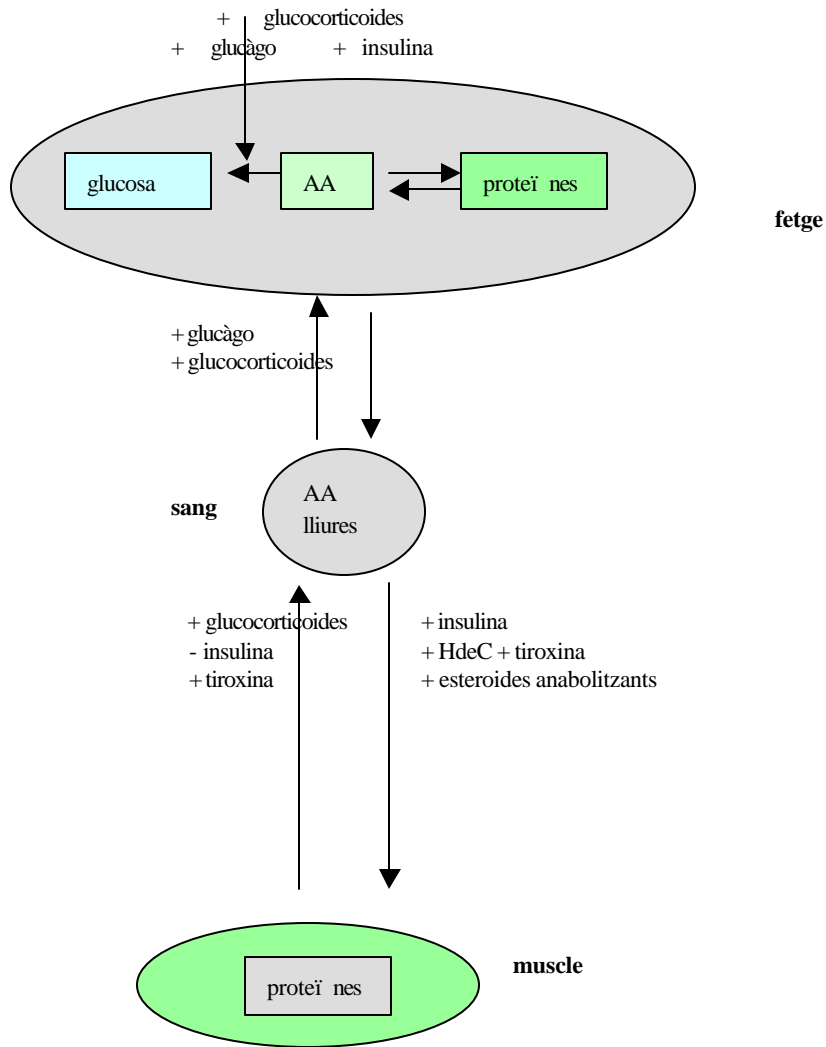 + glucocorticoides
+ glucàgo + insulina
glucosa
AA
proteï nes
fetge
+ glucàgo
+ glucocorticoides
sang
AA
lliures
+ glucocorticoides
- insulina
+ tiroxina
+ insulina
+ HdeC + tiroxina
+ esteroides anabolitzants
muscle
proteï nes